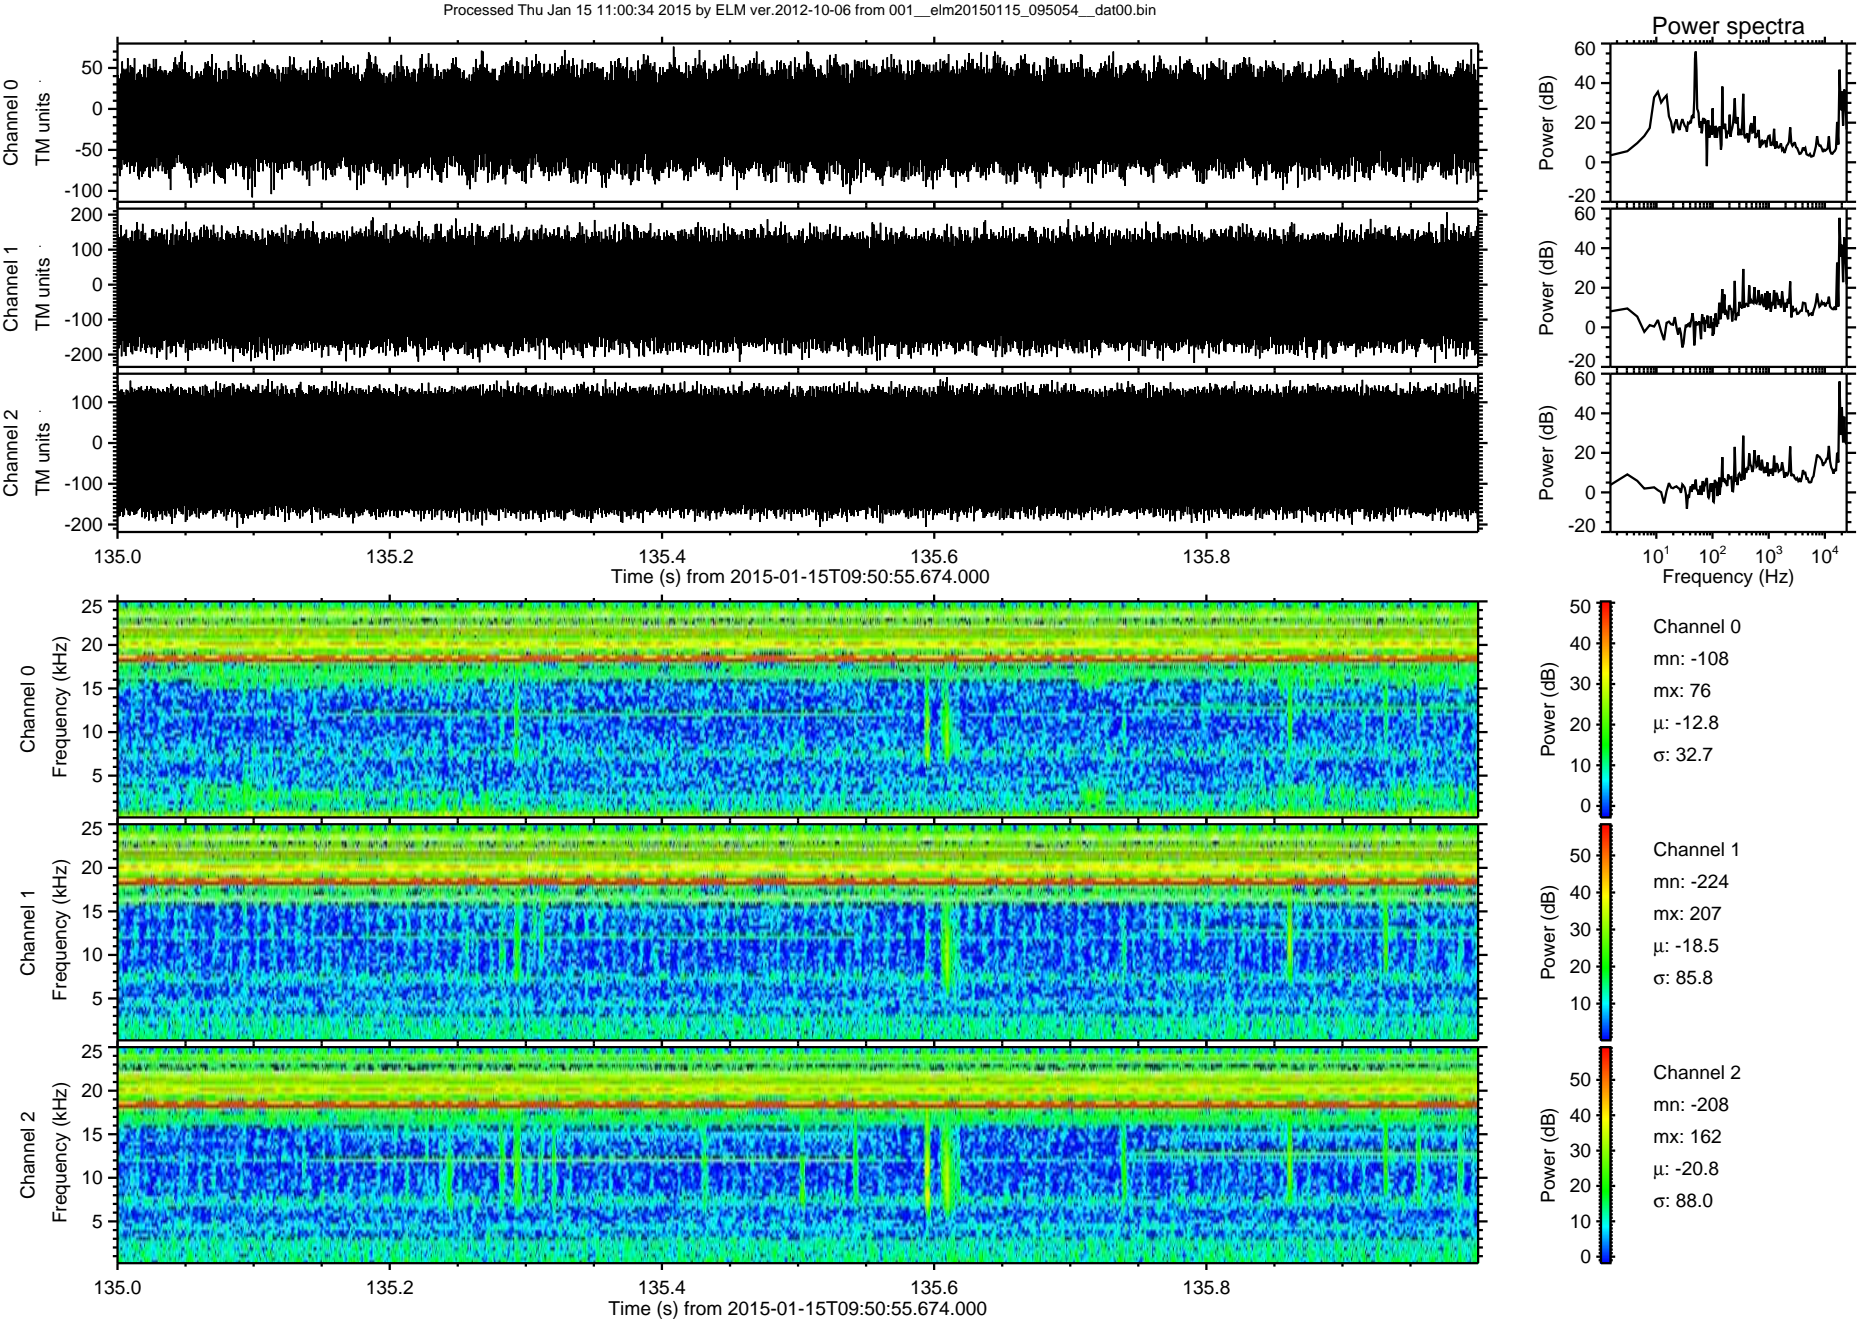 Processed Thu Jan 15 11:00:34 2015 by ELM ver.2012-10-06 from 001__elm20150115_095054__dat00.bin
Power spectra
Channel 0
TM units
50
0
-50
-100
Power (dB)
60
40
20
0
-20
Channel 1
TM units
200
100
0
-100
-200
Power (dB)
60
40
20
0
-20
Channel 2
TM units
100
0
-100
-200
Power (dB)
60
40
20
0
-20
135.0 135.2 135.4 135.6 135.8
Time (s) from 2015-01-15T09:50:55.674.000
10¹ 10² 10³ 10⁴
Frequency (Hz)
Channel 0
Frequency (kHz)
25
20
15
10
5
Power (dB)
50
40
30
20
10
0
Channel 0
mn: -108
mx: 76
μ: -12.8
σ: 32.7
Channel 1
Frequency (kHz)
25
20
15
10
5
Power (dB)
50
40
30
20
10
Channel 1
mn: -224
mx: 207
μ: -18.5
σ: 85.8
Channel 2
Frequency (kHz)
25
20
15
10
5
Power (dB)
50
40
30
20
10
0
Channel 2
mn: -208
mx: 162
μ: -20.8
σ: 88.0
135.0 135.2 135.4 135.6 135.8
Time (s) from 2015-01-15T09:50:55.674.000